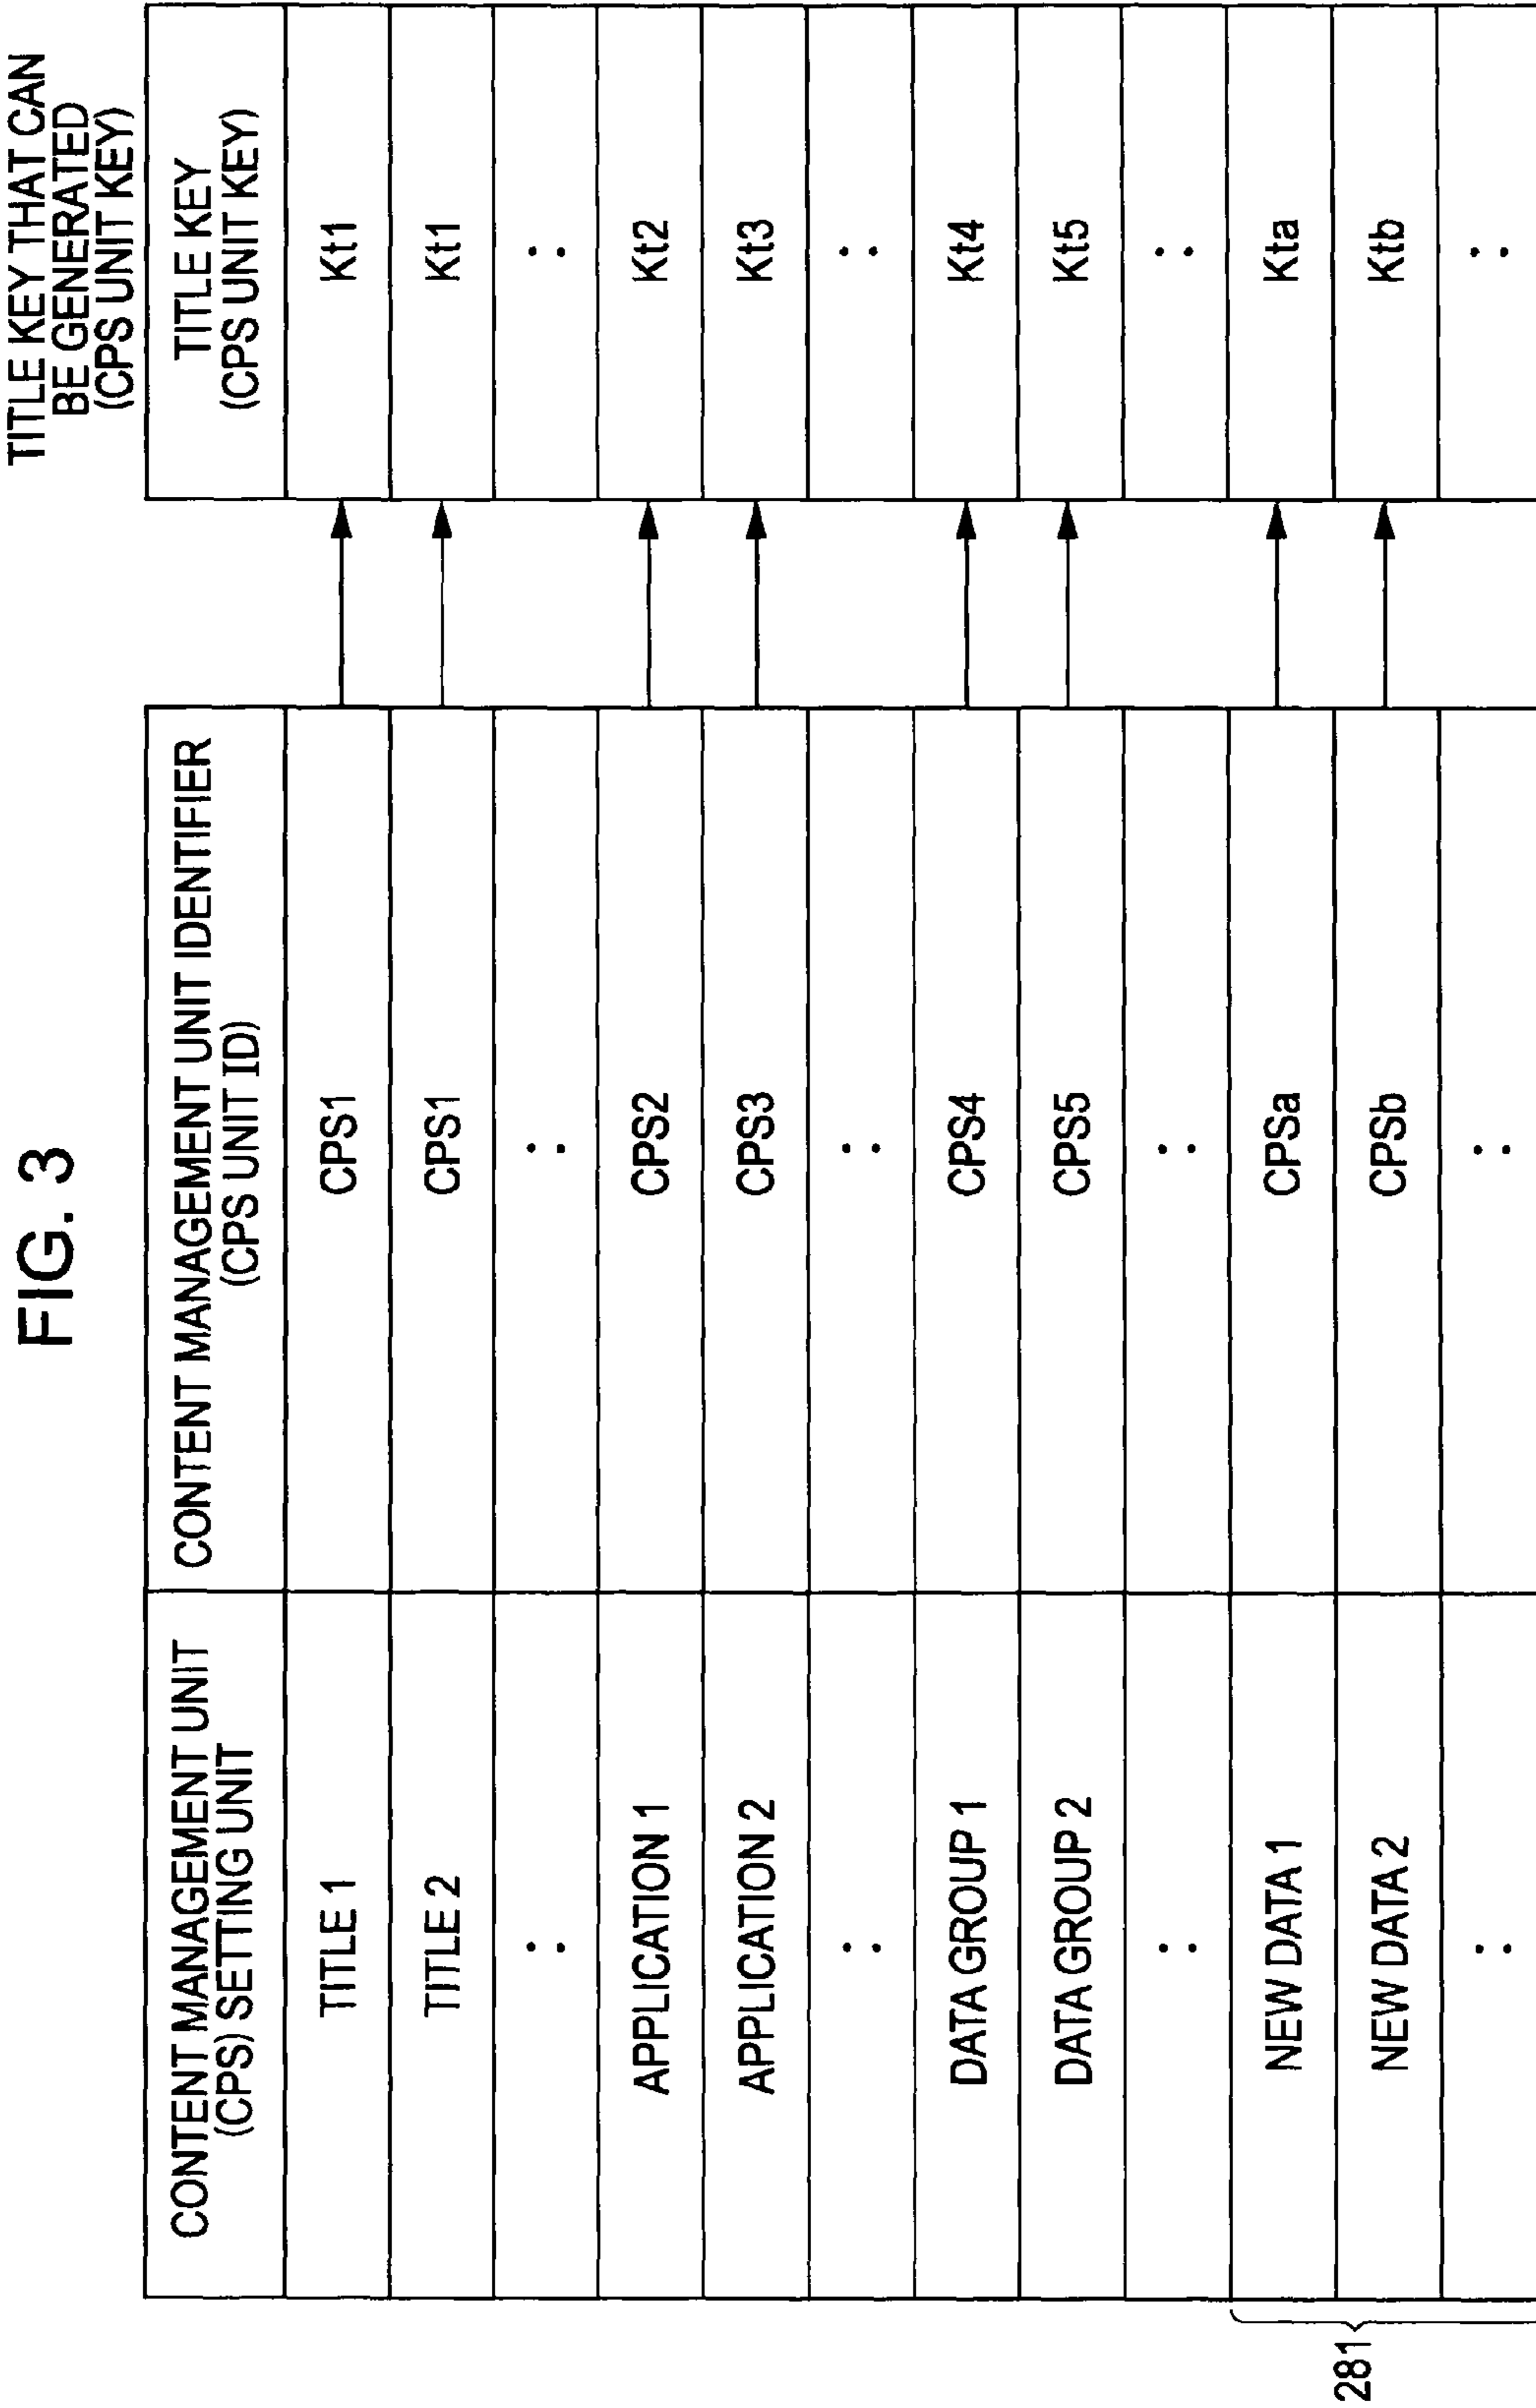 FIG. 3
TITLE KEY THAT CAN
BE GENERATED
(CPS UNIT KEY)
CONTENT MANAGEMENT UNIT
(CPS) SETTING UNIT
CONTENT MANAGEMENT UNIT IDENTIFIER
(CPS UNIT ID)
TITLE KEY
(CPS UNIT KEY)
TITLE 1
CPS1
Kt1
TITLE 2
CPS1
Kt1
:
:
:
APPLICATION 1
CPS2
Kt2
APPLICATION 2
CPS3
Kt3
:
:
:
DATA GROUP 1
CPS4
Kt4
DATA GROUP 2
CPS5
Kt5
:
:
:
281
NEW DATA 1
CPSa
Kta
NEW DATA 2
CPSb
Ktb
:
:
: